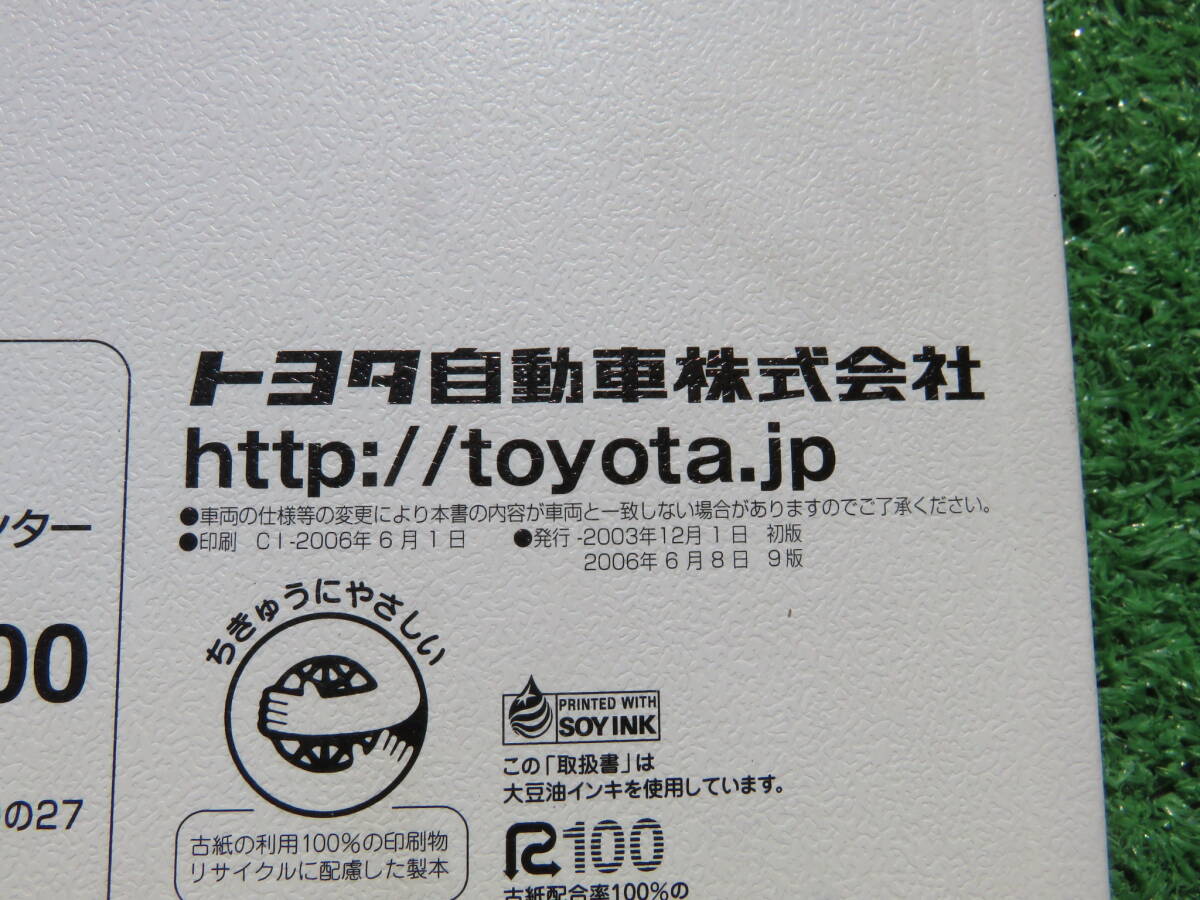 トヨタ自動車株式会社
http://toyota.jp
●車両の仕様等の変更により本書の内容が車両と一致しない場合がありますのでご了承ください。
●印刷 CI-2006年6月1日 ●発行-2003年12月1日 初版
2006年6月8日 9版
ンター
00
の27
ちきゅうにやさしい
古紙の利用100%の印刷物
リサイクルに配慮した製本
PRINTED WITH
SOY INK
この「取扱書」は
大豆油インキを使用しています。
R100
古紙配合率100%の